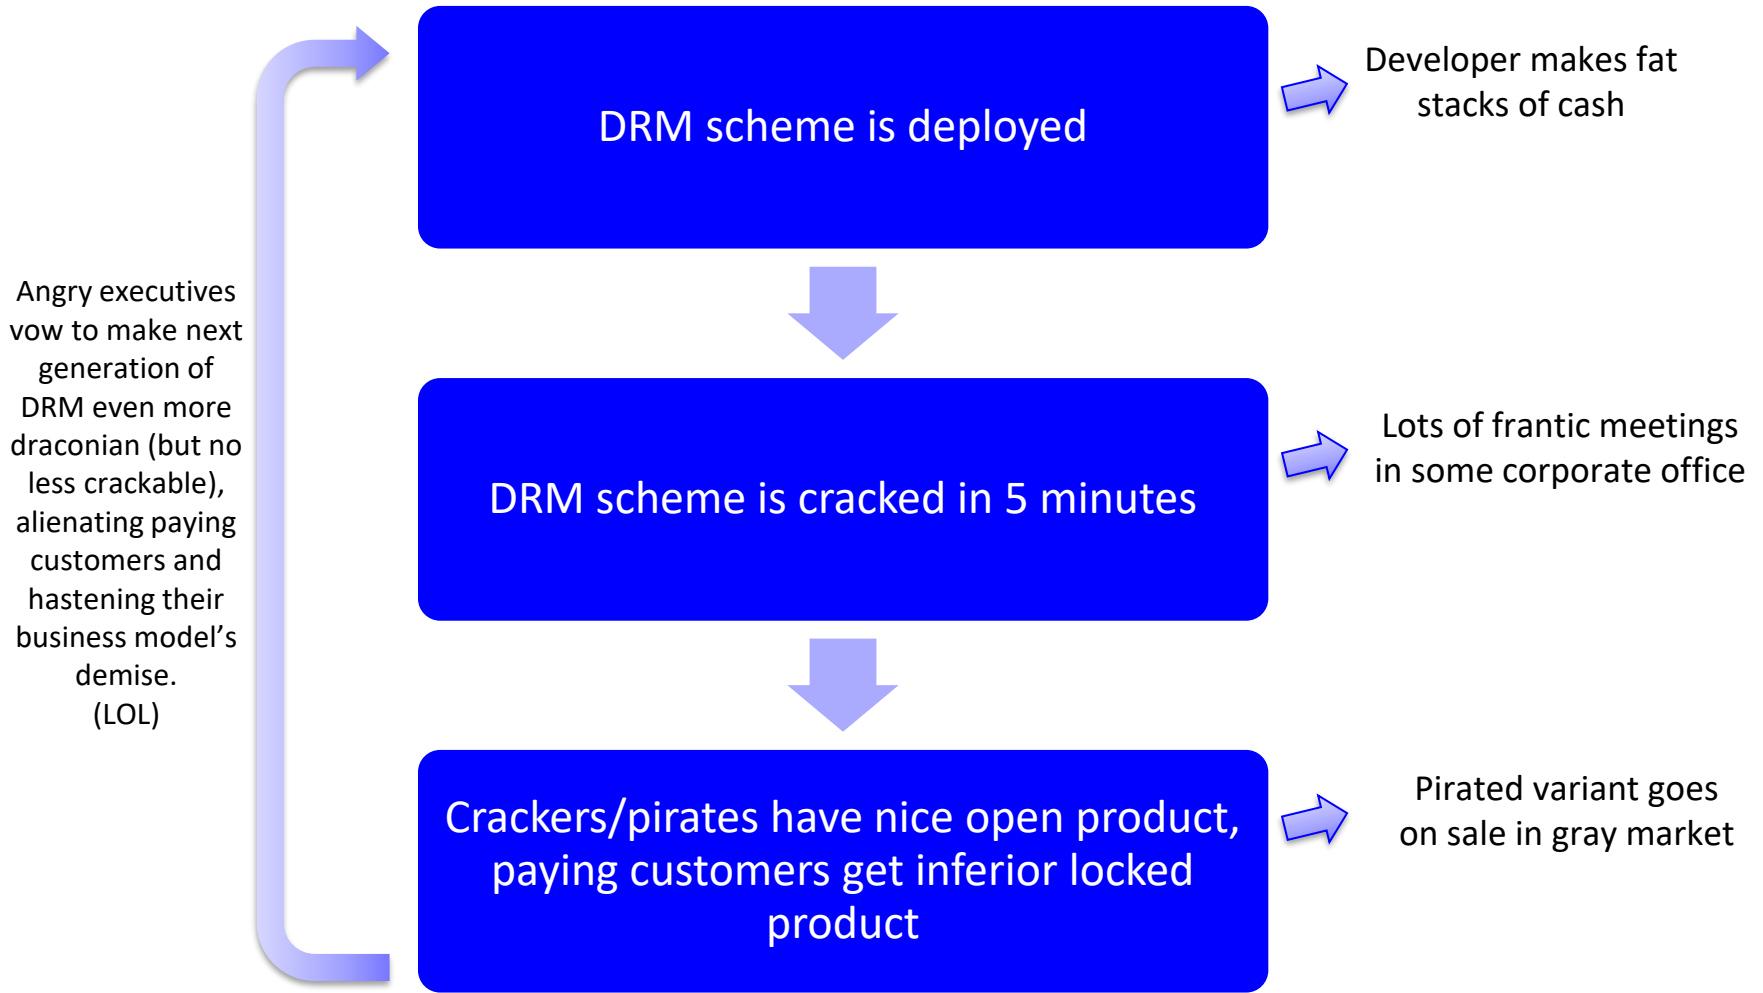 DRM scheme is deployed
Developer makes fat
stacks of cash
Angry executives
vow to make next
generation of
DRM even more
draconian (but no
less crackable),
alienating paying
customers and
hastening their
business model’s
demise.
(LOL)
DRM scheme is cracked in 5 minutes
Lots of frantic meetings
in some corporate office
Crackers/pirates have nice open product,
paying customers get inferior locked
product
Pirated variant goes
on sale in gray market